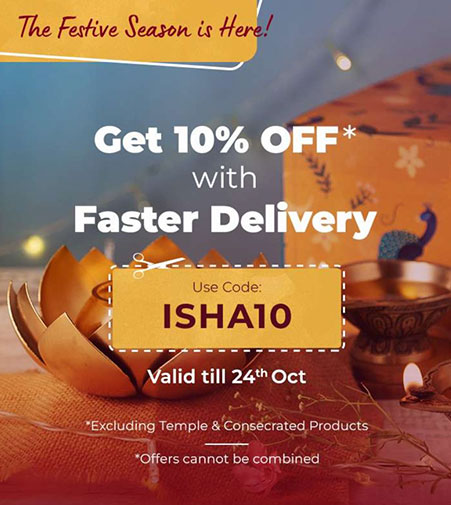 The Festive Season is Here!
Get 10% OFF*
with
Faster Delivery
Use Code:
ISHA10
Valid till 24th Oct
*Excluding Temple & Consecrated Products
*Offers cannot be combined